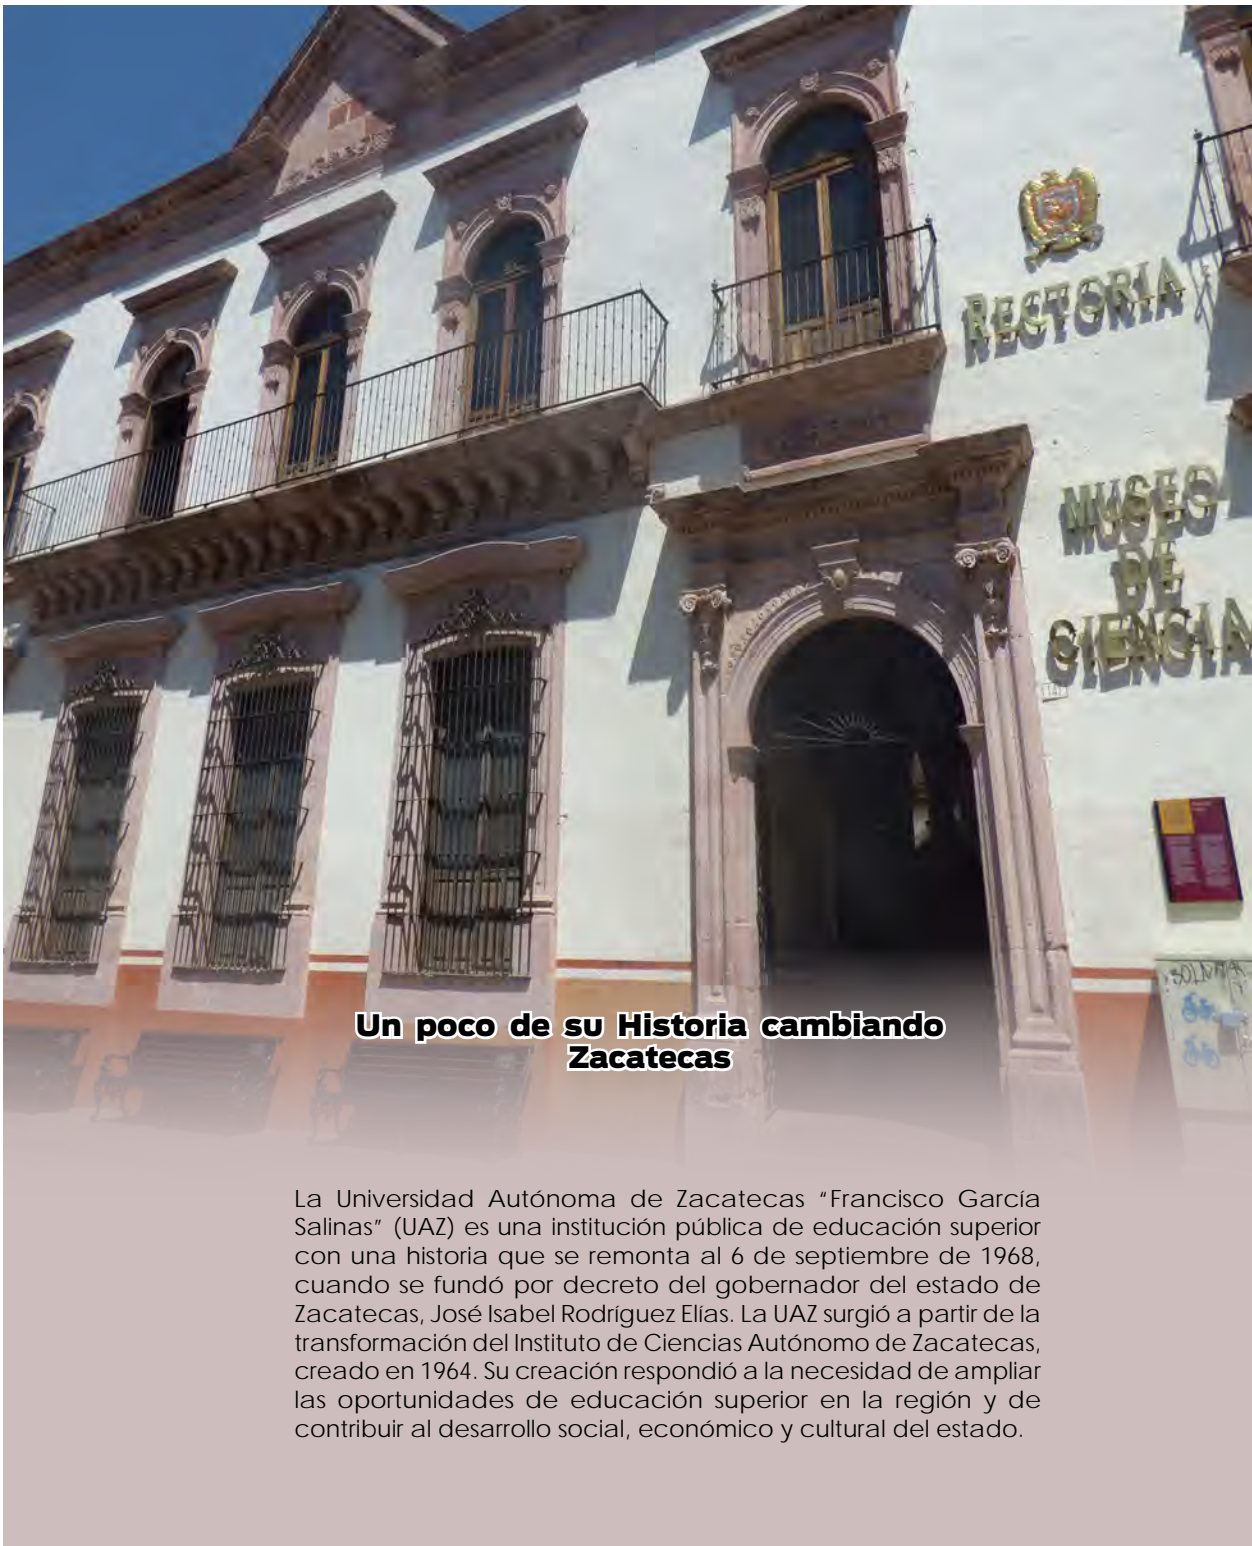 RECTORIA
MUSEO
DE
CIENCIA
Un poco de su Historia cambiando
Zacatecas
La Universidad Autónoma de Zacatecas “Francisco García
Salinas” (UAZ) es una institución pública de educación superior
con una historia que se remonta al 6 de septiembre de 1968,
cuando se fundó por decreto del gobernador del estado de
Zacatecas, José Isabel Rodríguez Elías. La UAZ surgió a partir de la
transformación del Instituto de Ciencias Autónomo de Zacatecas,
creado en 1964. Su creación respondió a la necesidad de ampliar
las oportunidades de educación superior en la región y de
contribuir al desarrollo social, económico y cultural del estado.